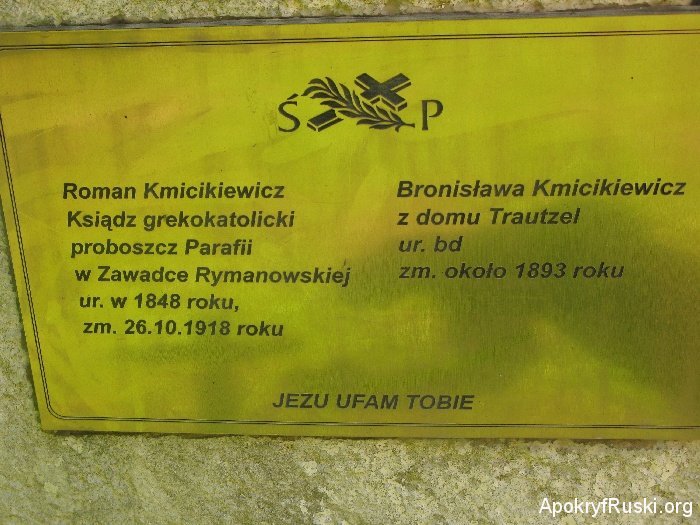 Ś P
Roman Kmicikiewicz
Ksiądz grekokatolicki
proboszcz Parafii
w Zawadce Rymanowskiej
ur. w 1848 roku,
zm. 26.10.1918 roku
Bronisława Kmicikiewicz
z domu Trautzel
ur. bd
zm. około 1893 roku
JEZU UFAM TOBIE
ApokryfRuski.org